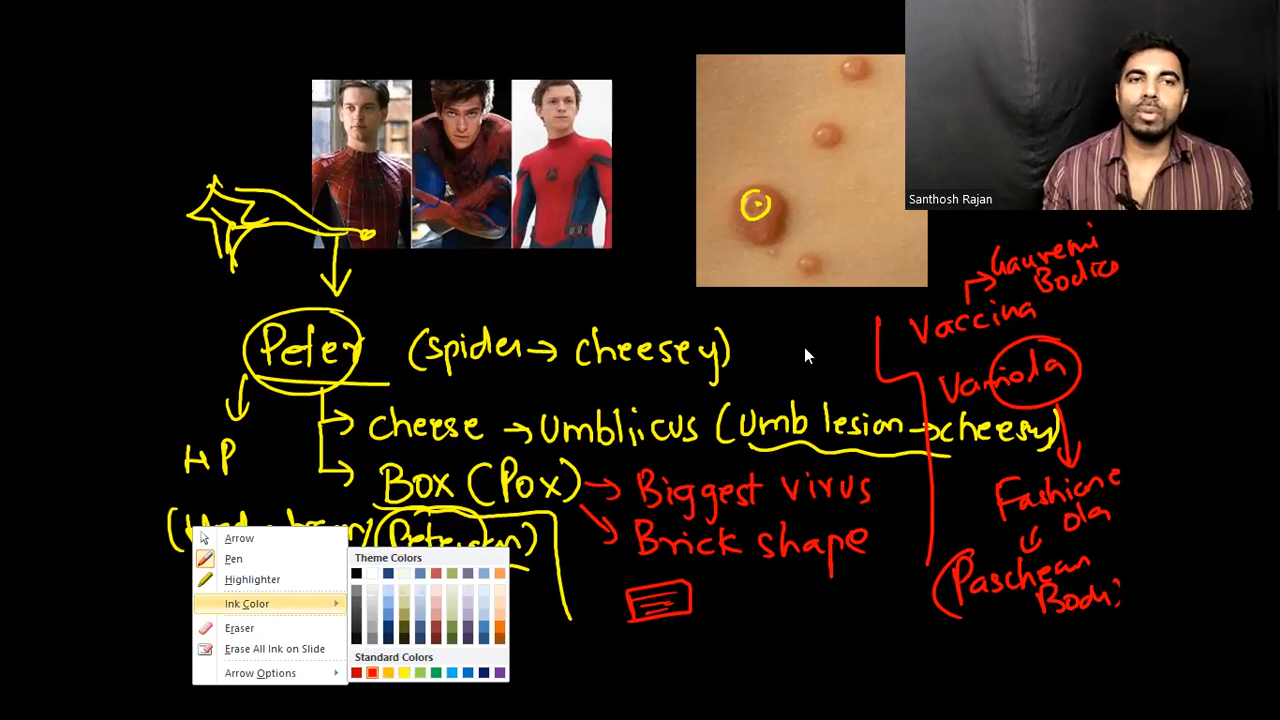 Santhosh Rajan
Guarneri
Bodies
Vaccina
Variola
Peter (spider → cheesey)
cheese → Umbliicus (Umb lesion → cheesy)
HP
BOX (Pox) → Biggest virus
Brick shape
Fashione
ola
(Paschean
Bodi:
Arrow
Pen
Highlighter
Ink Color
Eraser
Erase All Ink on Slide
Arrow Options
Theme Colors
Standard Colors